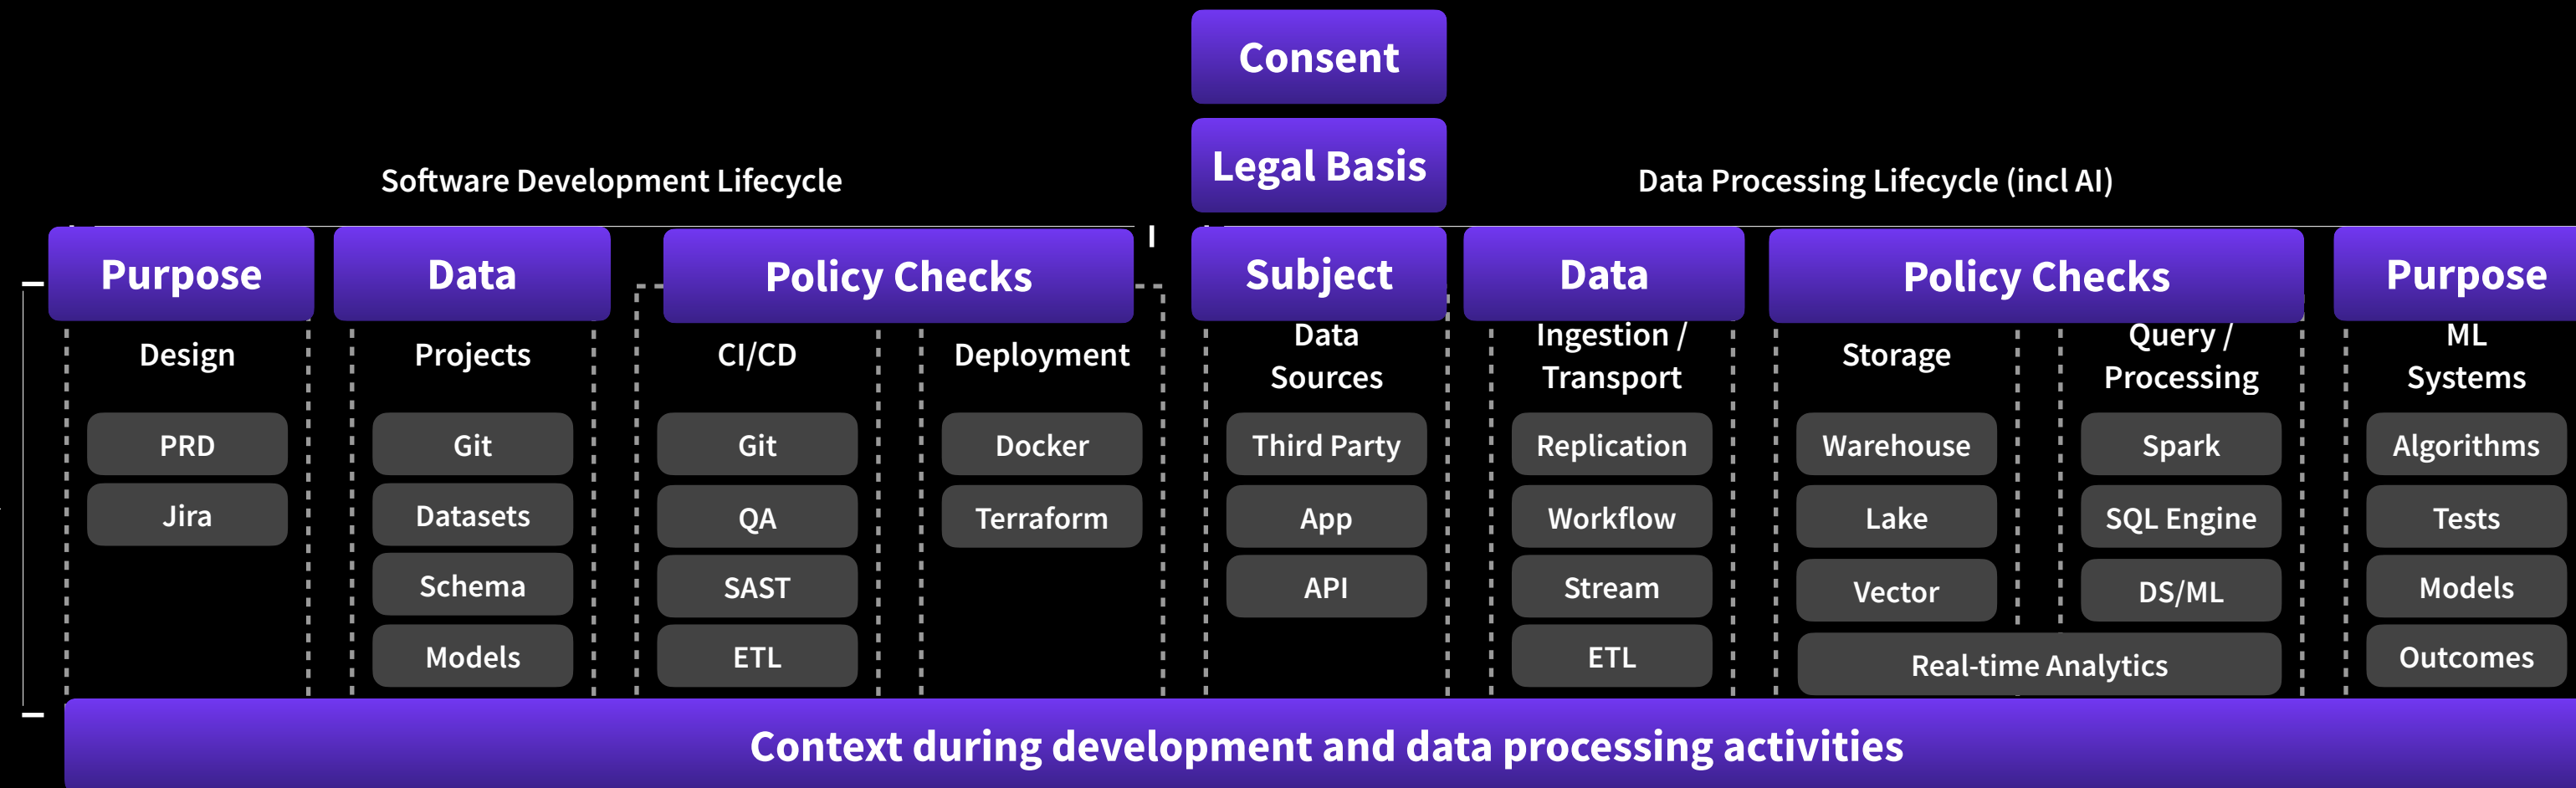 Consent
Legal Basis
Software Development Lifecycle
Data Processing Lifecycle (incl AI)
Purpose
Data
Policy Checks
Subject
Data
Policy Checks
Purpose
Design
Projects
CI/CD
Deployment
Data
Sources
Ingestion /
Transport
Storage
Query /
Processing
ML
Systems
PRD
Jira
Git
Datasets
Schema
Models
Git
QA
SAST
ETL
Docker
Terraform
Third Party
App
API
Replication
Workflow
Stream
ETL
Warehouse
Lake
Vector
Spark
SQL Engine
DS/ML
Real-time Analytics
Algorithms
Tests
Models
Outcomes
Context during development and data processing activities